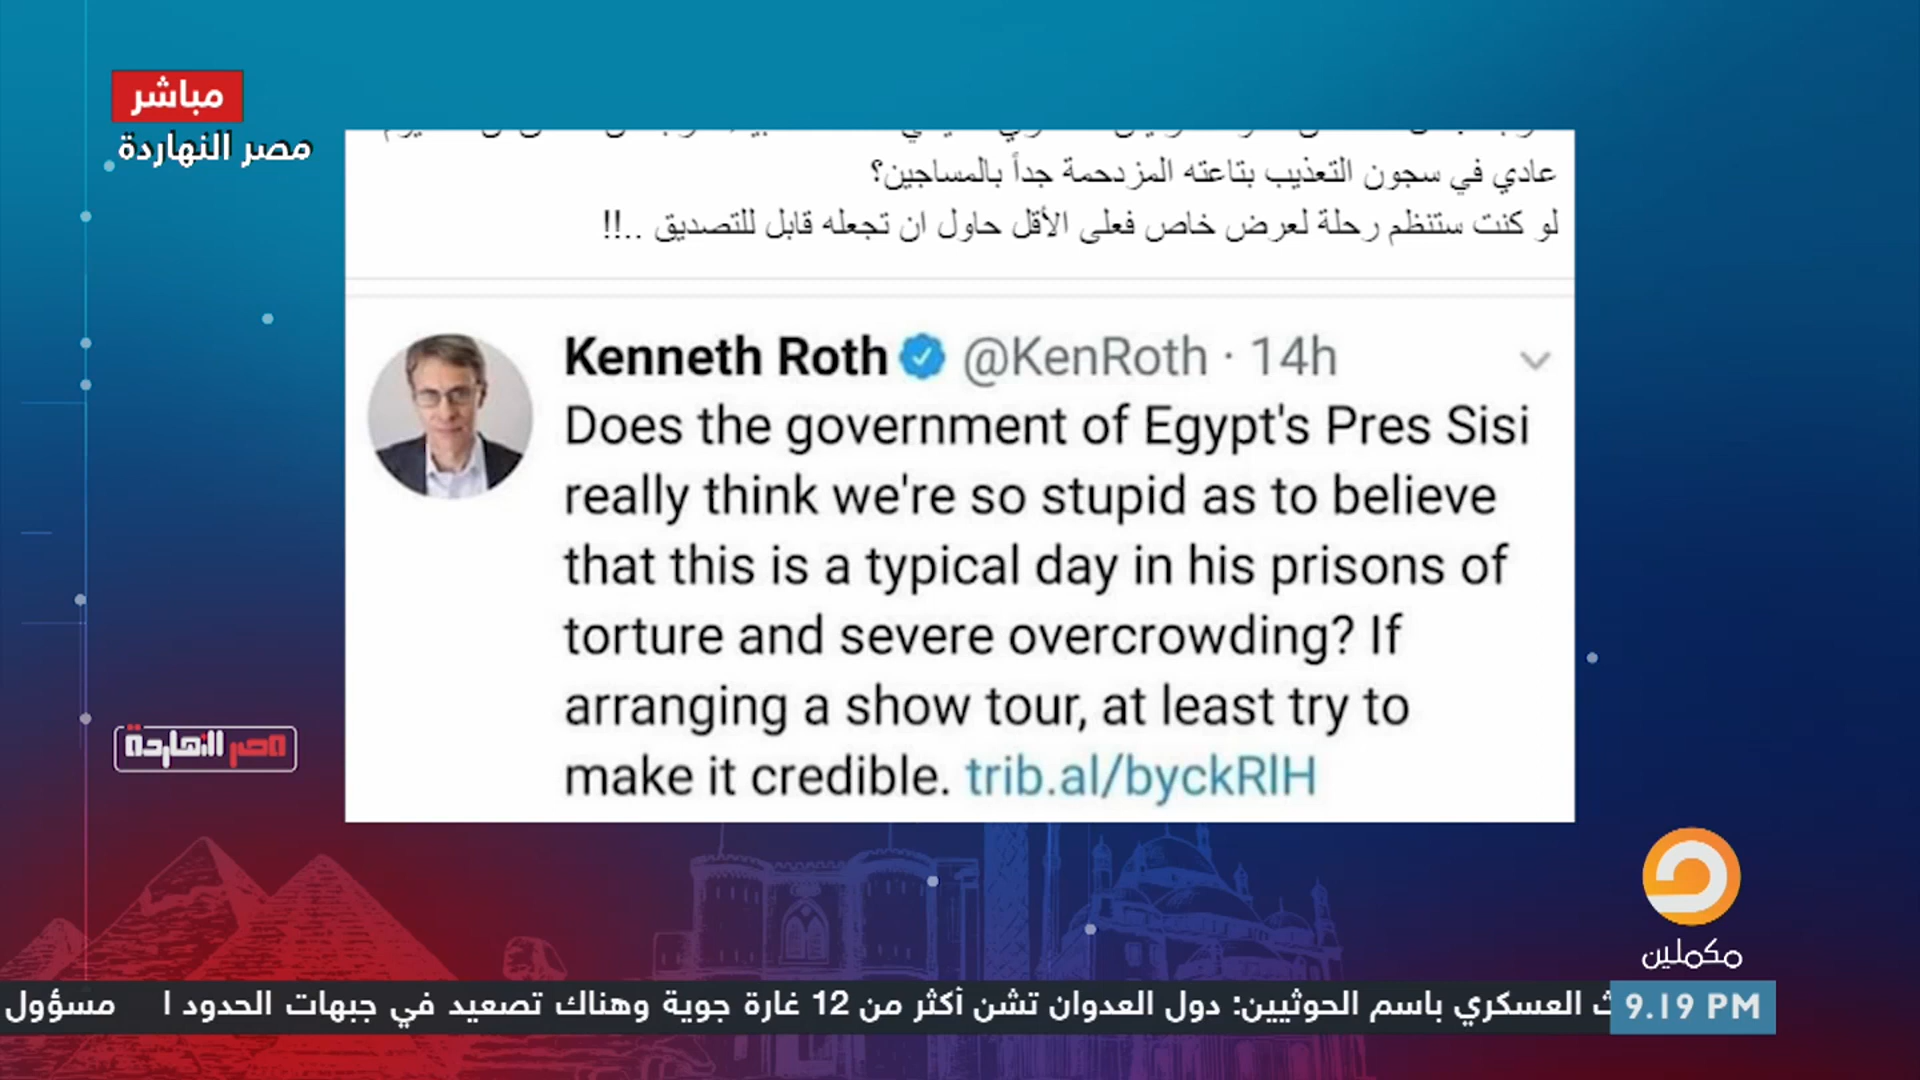 مباشر
مصر النهاردة
عادي في سجون التعذيب بتاعته المزدحمة جداً بالمساجين؟
لو كنت ستنظم رحلة لعرض خاص فعلى الأقل حاول ان تجعله قابل للتصديق ..!!
Kenneth Roth @KenRoth · 14h
Does the government of Egypt's Pres Sisi
really think we're so stupid as to believe
that this is a typical day in his prisons of
torture and severe overcrowding? If
arranging a show tour, at least try to
make it credible. trib.al/byckRlH
مصر النهاردة
مكملين
العسكري باسم الحوثيين: دول العدوان تشن أكثر من 12 غارة جوية وهناك تصعيد في جبهات الحدود ا مسؤول
9.19 PM